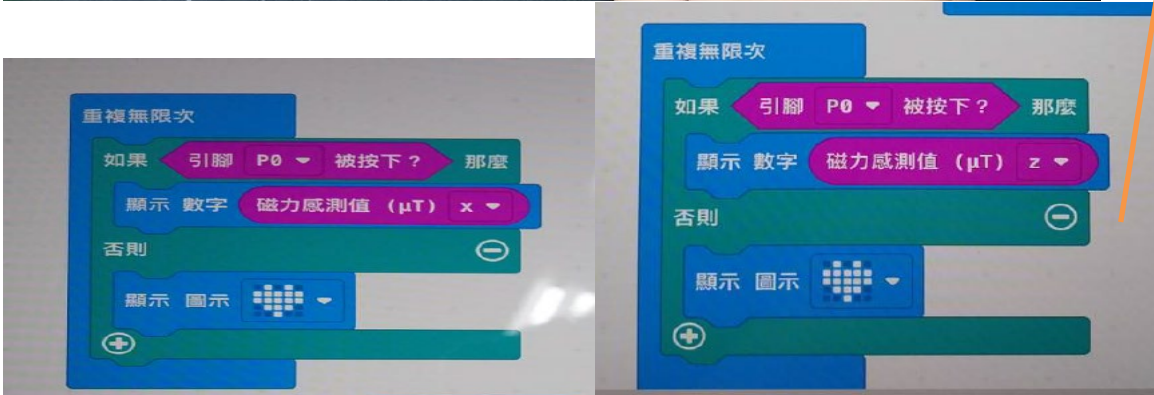 重複無限次
如果 引腳 P0 被按下？ 那麼
顯示 數字 磁力感測值 (μT) x
否則
顯示 圖示
重複無限次
如果 引腳 P0 被按下？ 那麼
顯示 數字 磁力感測值 (μT) z
否則
顯示 圖示